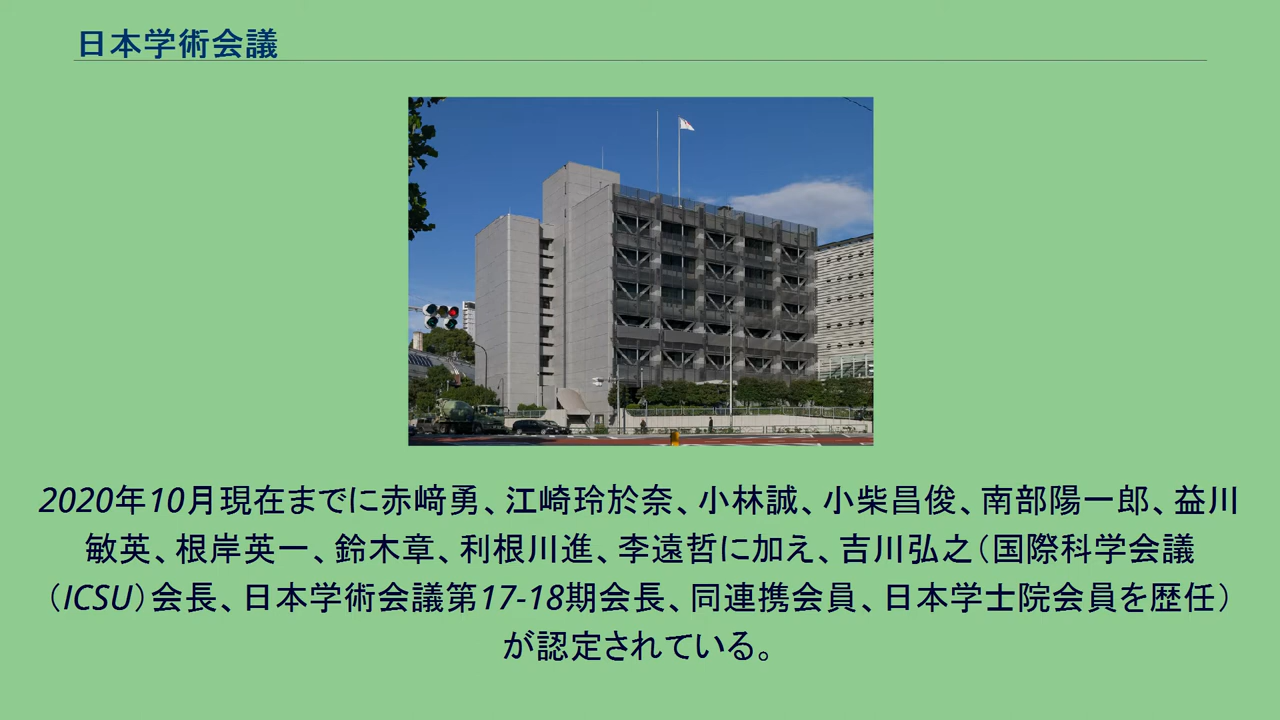 日本学術会議
2020年10月現在までに赤﨑勇、江崎玲於奈、小林誠、小柴昌俊、南部陽一郎、益川
敏英、根岸英一、鈴木章、利根川進、李遠哲に加え、吉川弘之（国際科学会議
（ICSU）会長、日本学術会議第17-18期会長、同連携会員、日本学士院会員を歴任）
が認定されている。